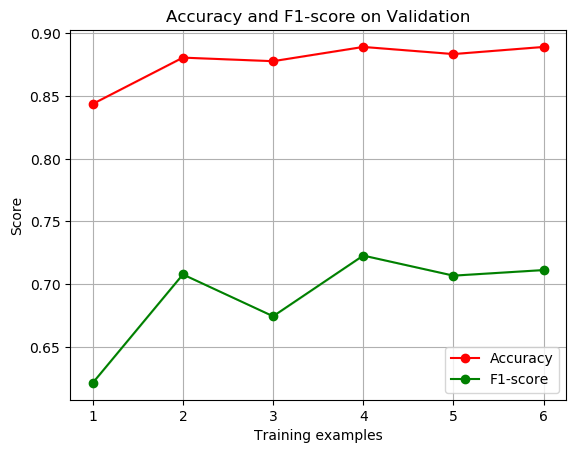 Accuracy and F1-score on Validation
0.90
0.85
0.80
0.75
0.70
0.65
Score
1 2 3 4 5 6
Training examples
Accuracy
F1-score